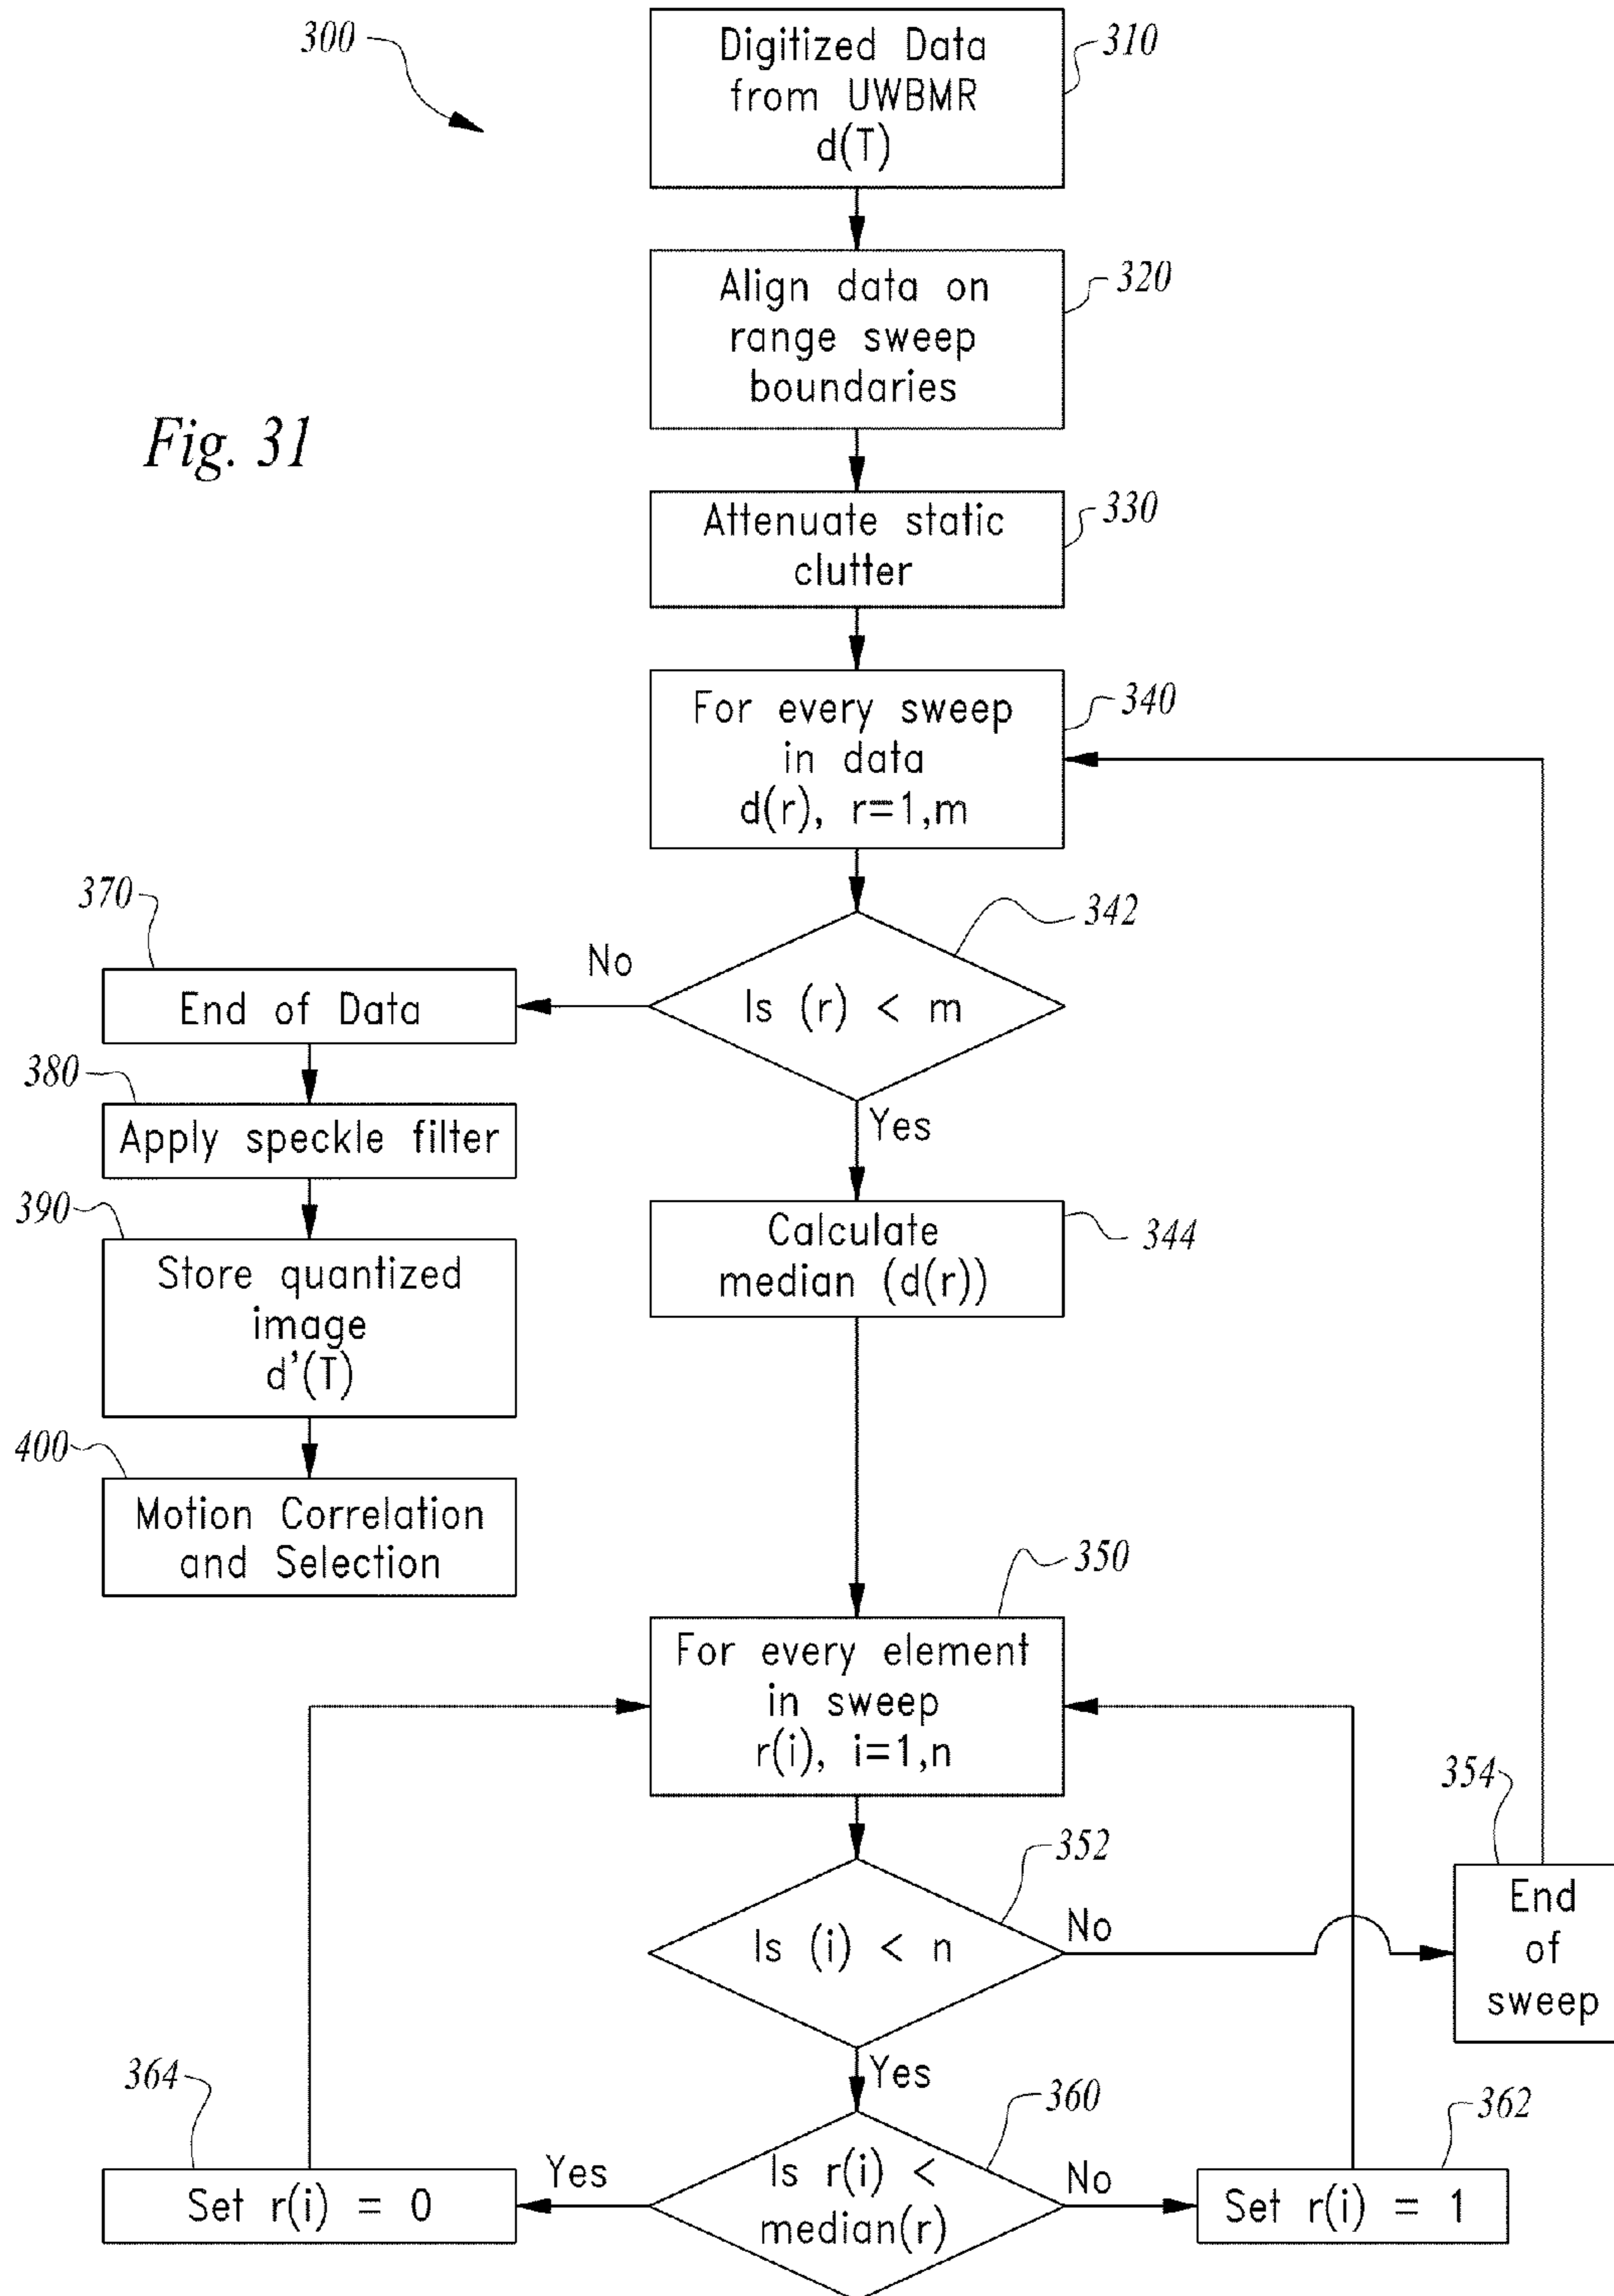 300
Digitized Data
from UWBMR
d(T)
310
Align data on
range sweep
boundaries
320
Fig. 31
Attenuate static
clutter
330
For every sweep
in data
d(r), r=1,m
340
370
342
No
End of Data
Is (r) < m
380
Yes
Apply speckle filter
390
Calculate
median (d(r))
344
Store quantized
image
d'(T)
400
Motion Correlation
and Selection
350
For every element
in sweep
r(i), i=1,n
354
352
Is (i) < n
No
End
of
sweep
364
Yes
360
362
Yes
Is r(i) <
median(r)
No
Set r(i) = 0
Set r(i) = 1